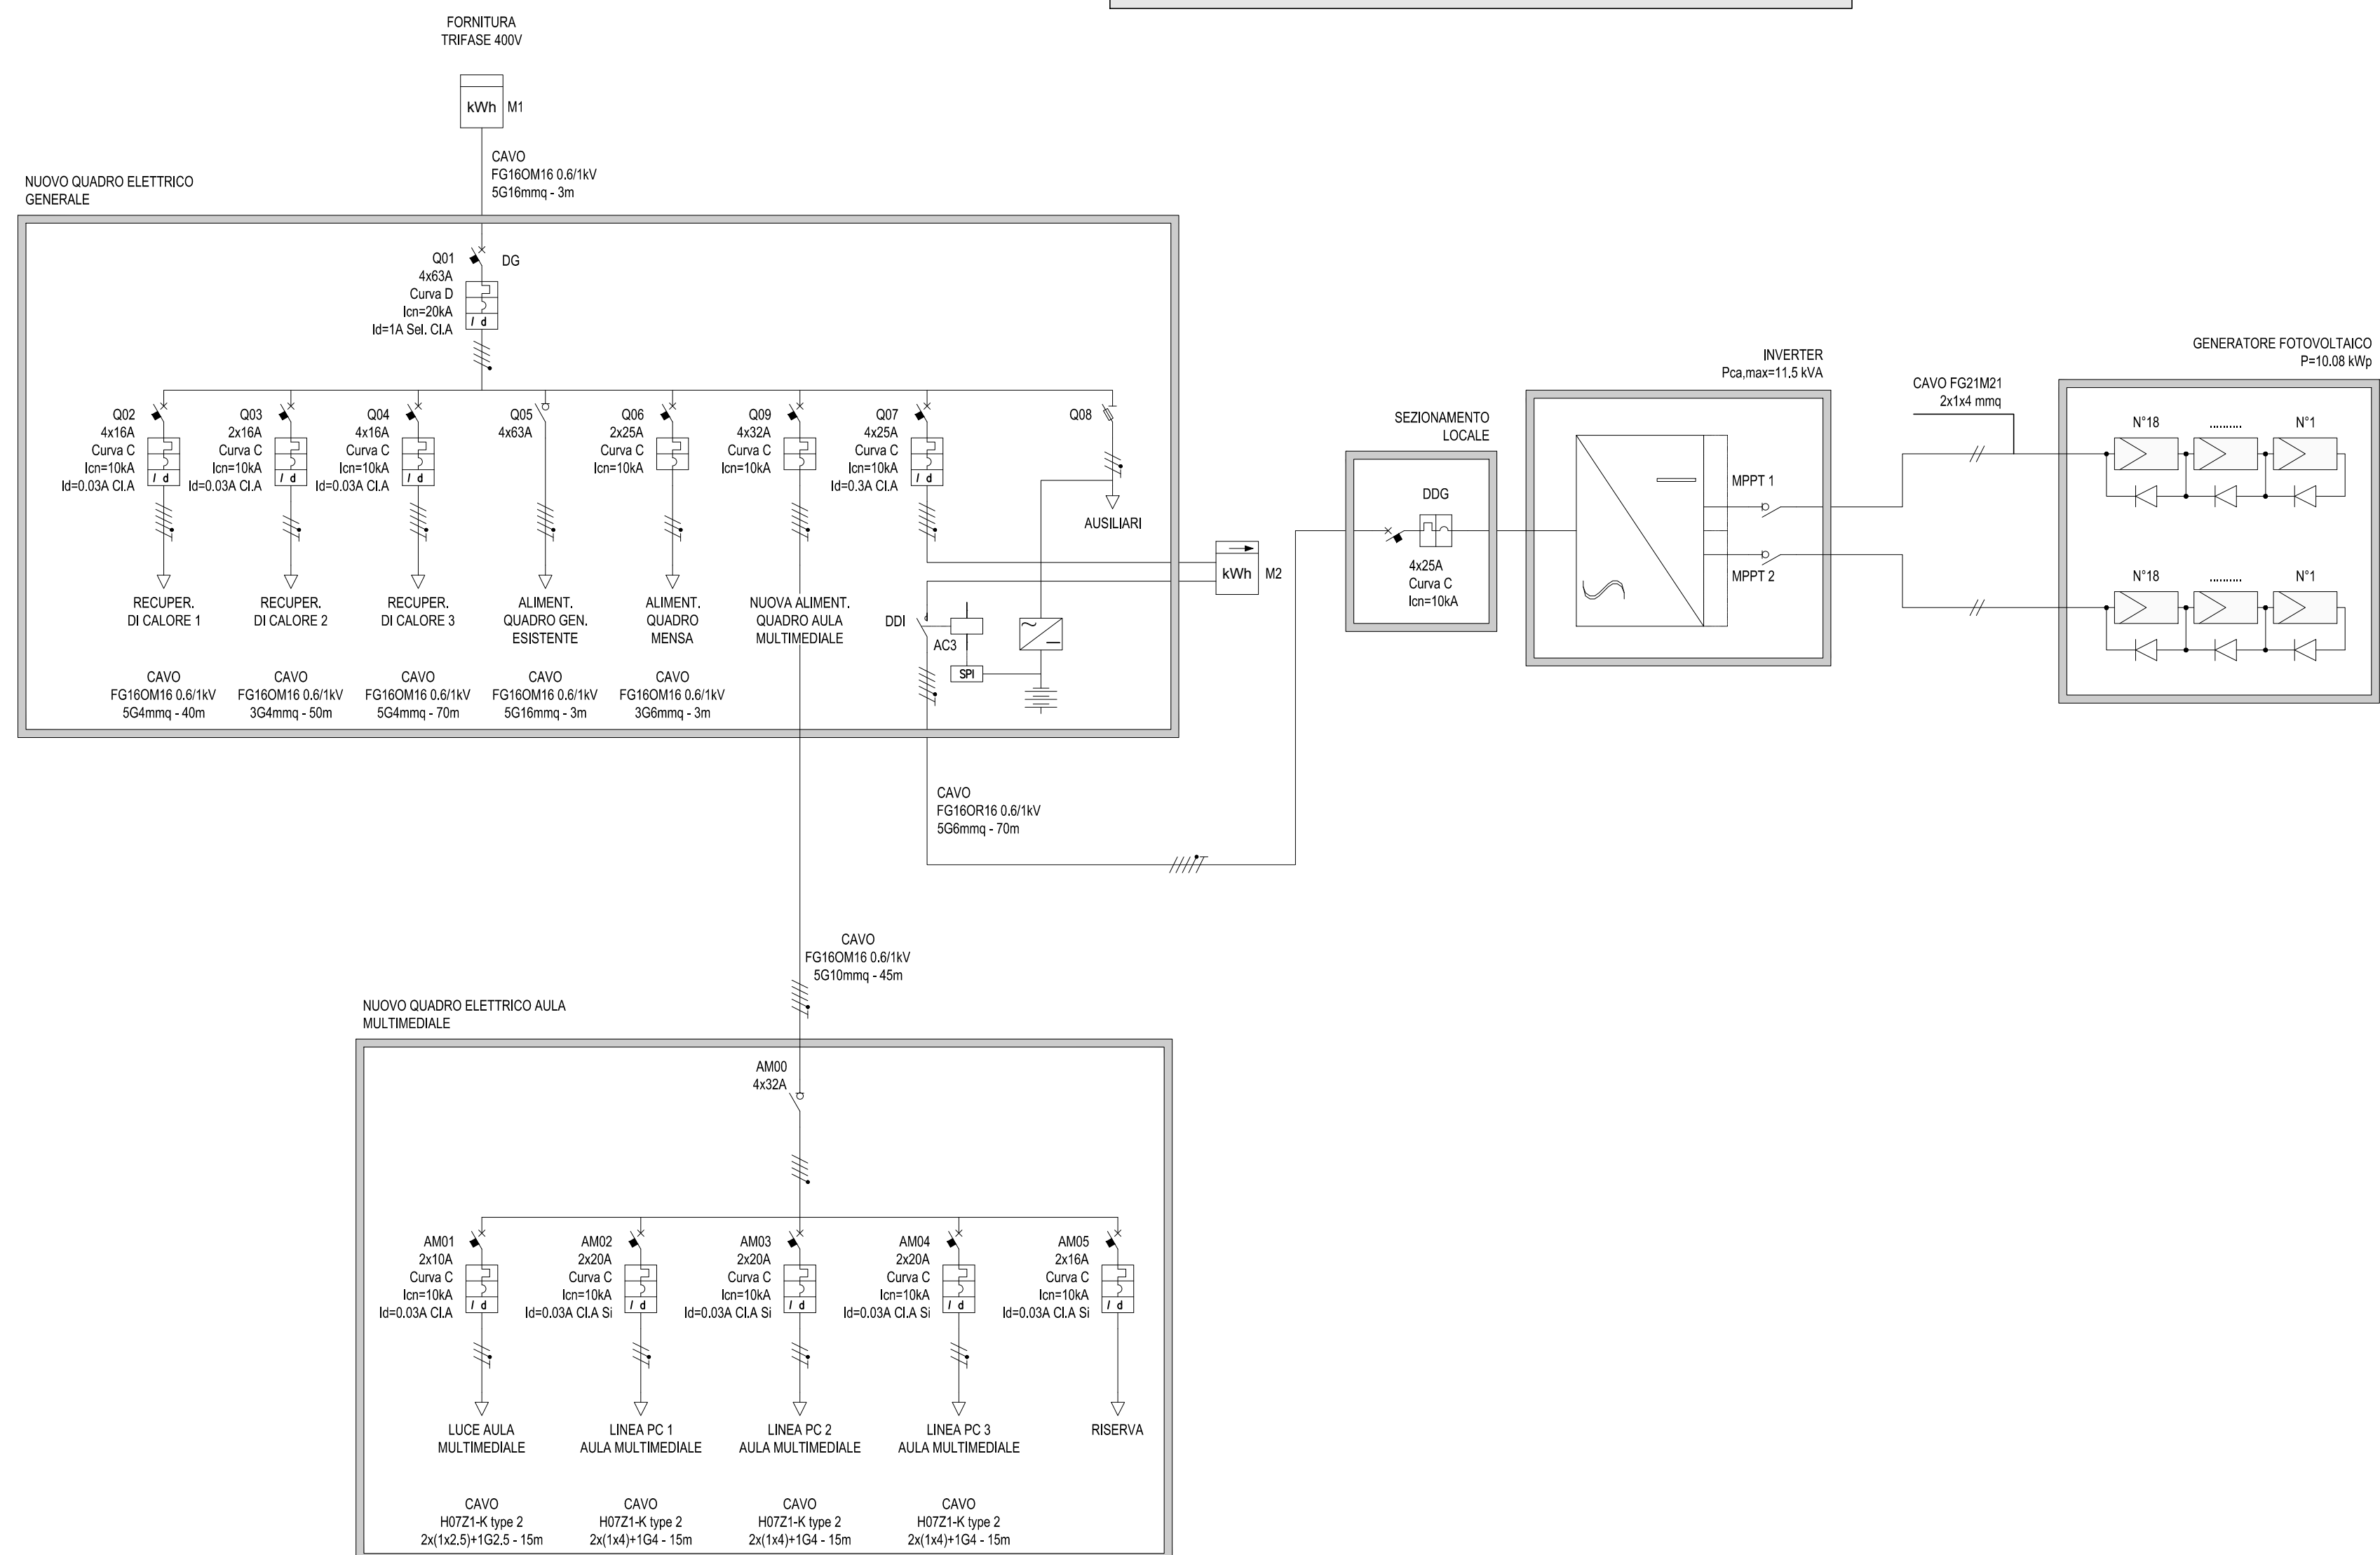 FORNITURA
TRIFASE 400V
kWh
M1
CAVO
FG16OM16 0.6/1kV
5G16mmq - 3m
NUOVO QUADRO ELETTRICO
GENERALE
Q01
4x63A
Curva D
Icn=20kA
Id=1A Sel. Cl.A
DG
I d
Q02
4x16A
Curva C
Icn=10kA
Id=0.03A Cl.A
I d
RECUPER.
DI CALORE 1
CAVO
FG16OM16 0.6/1kV
5G4mmq - 40m
Q03
2x16A
Curva C
Icn=10kA
Id=0.03A Cl.A
I d
RECUPER.
DI CALORE 2
CAVO
FG16OM16 0.6/1kV
3G4mmq - 50m
Q04
4x16A
Curva C
Icn=10kA
Id=0.03A Cl.A
I d
RECUPER.
DI CALORE 3
CAVO
FG16OM16 0.6/1kV
5G4mmq - 70m
Q05
4x63A
ALIMENT.
QUADRO GEN.
ESISTENTE
CAVO
FG16OM16 0.6/1kV
5G16mmq - 3m
Q06
2x25A
Curva C
Icn=10kA
ALIMENT.
QUADRO
MENSA
CAVO
FG16OM16 0.6/1kV
3G6mmq - 3m
Q09
4x32A
Curva C
Icn=10kA
NUOVA ALIMENT.
QUADRO AULA
MULTIMEDIALE
Q07
4x25A
Curva C
Icn=10kA
Id=0.3A Cl.A
I d
Q08
AUSILIARI
DDI
AC3
SPI
kWh
M2
CAVO
FG16OR16 0.6/1kV
5G6mmq - 70m
SEZIONAMENTO
LOCALE
DDG
4x25A
Curva C
Icn=10kA
INVERTER
Pca,max=11.5 kVA
MPPT 1
MPPT 2
CAVO FG21M21
2x1x4 mmq
GENERATORE FOTOVOLTAICO
P=10.08 kWp
N°18
..........
N°1
N°18
..........
N°1
CAVO
FG16OM16 0.6/1kV
5G10mmq - 45m
NUOVO QUADRO ELETTRICO AULA
MULTIMEDIALE
AM00
4x32A
AM01
2x10A
Curva C
Icn=10kA
Id=0.03A Cl.A
I d
LUCE AULA
MULTIMEDIALE
CAVO
H07Z1-K type 2
2x(1x2.5)+1G2.5 - 15m
AM02
2x20A
Curva C
Icn=10kA
Id=0.03A Cl.A Si
I d
LINEA PC 1
AULA MULTIMEDIALE
CAVO
H07Z1-K type 2
2x(1x4)+1G4 - 15m
AM03
2x20A
Curva C
Icn=10kA
Id=0.03A Cl.A Si
I d
LINEA PC 2
AULA MULTIMEDIALE
CAVO
H07Z1-K type 2
2x(1x4)+1G4 - 15m
AM04
2x20A
Curva C
Icn=10kA
Id=0.03A Cl.A Si
I d
LINEA PC 3
AULA MULTIMEDIALE
CAVO
H07Z1-K type 2
2x(1x4)+1G4 - 15m
AM05
2x16A
Curva C
Icn=10kA
Id=0.03A Cl.A Si
I d
RISERVA